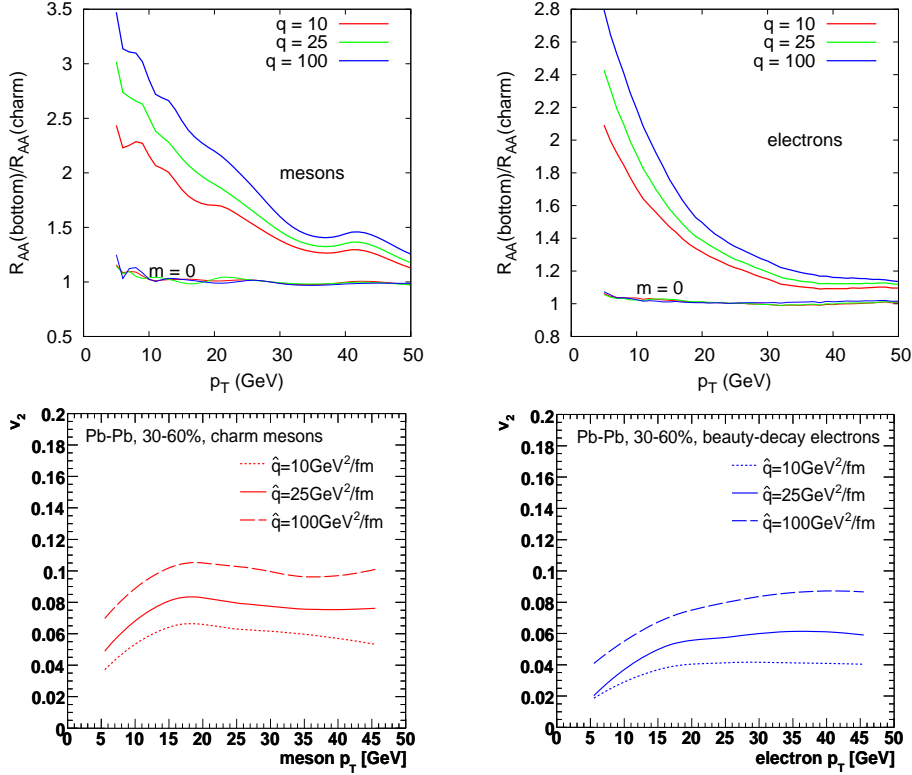 3.5
3
2.5
2
1.5
1
0.5
R_AA(bottom)/R_AA(charm)
q = 10
q = 25
q = 100
mesons
m = 0
0 10 20 30 40 50
p_T (GeV)
2.8
2.6
2.4
2.2
2
1.8
1.6
1.4
1.2
1
0.8
R_AA(bottom)/R_AA(charm)
q = 10
q = 25
q = 100
electrons
m = 0
0 10 20 30 40 50
p_T (GeV)
v_2
0.2
0.18
0.16
0.14
0.12
0.1
0.08
0.06
0.04
0.02
0
Pb-Pb, 30-60%, charm mesons
q̂=10GeV²/fm
q̂=25GeV²/fm
q̂=100GeV²/fm
0 5 10 15 20 25 30 35 40 45 50
meson p_T [GeV]
v_2
0.2
0.18
0.16
0.14
0.12
0.1
0.08
0.06
0.04
0.02
0
Pb-Pb, 30-60%, beauty-decay electrons
q̂=10GeV²/fm
q̂=25GeV²/fm
q̂=100GeV²/fm
0 5 10 15 20 25 30 35 40 45 50
electron p_T [GeV]